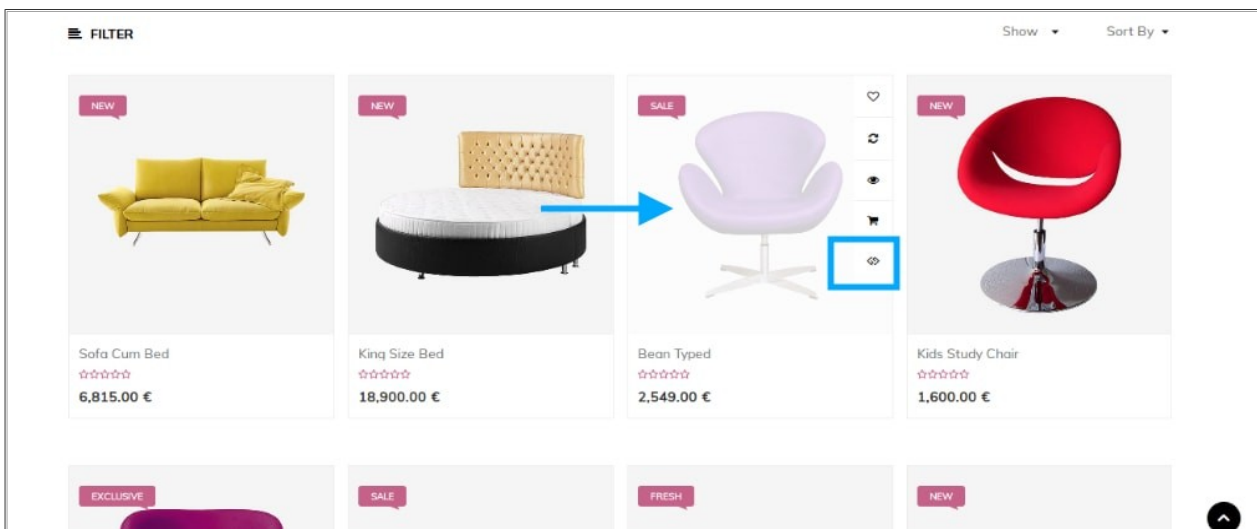 FILTER
Show
Sort By
NEW
NEW
SALE
NEW
Sofa Cum Bed
6,815.00 €
King Size Bed
18,900.00 €
Bean Typed
2,549.00 €
Kids Study Chair
1,600.00 €
EXCLUSIVE
SALE
FRESH
NEW